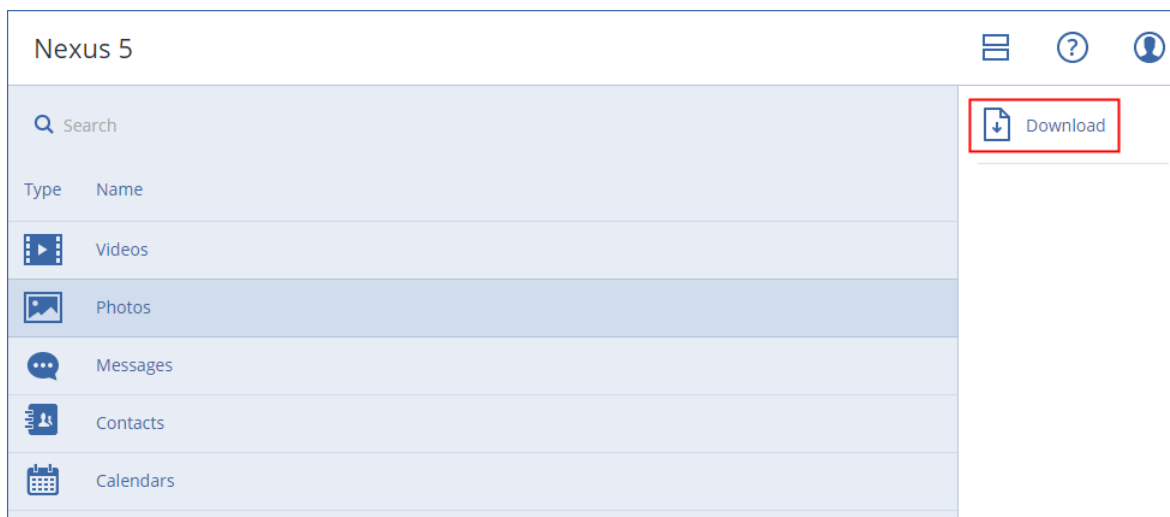 Nexus 5
Search
Download
Type Name
Videos
Photos
Messages
Contacts
Calendars